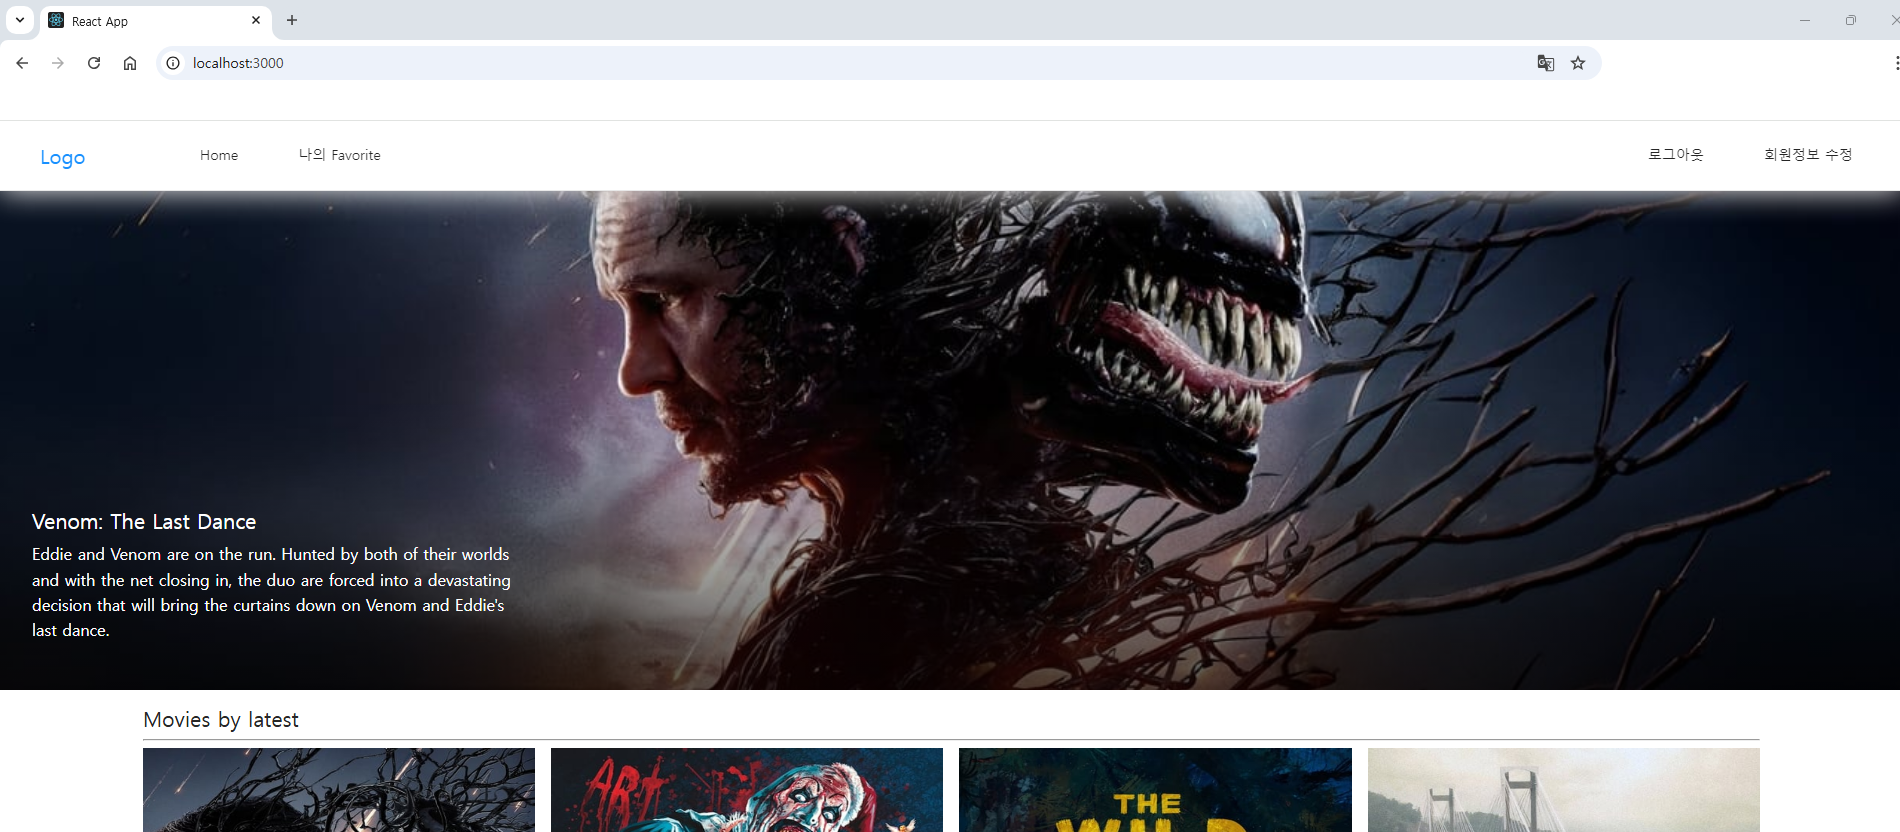 React App
localhost:3000
Logo
Home
나의 Favorite
로그아웃
회원정보 수정
Venom: The Last Dance
Eddie and Venom are on the run. Hunted by both of their worlds
and with the net closing in, the duo are forced into a devastating
decision that will bring the curtains down on Venom and Eddie's
last dance.
Movies by latest
ART
THE
WILD